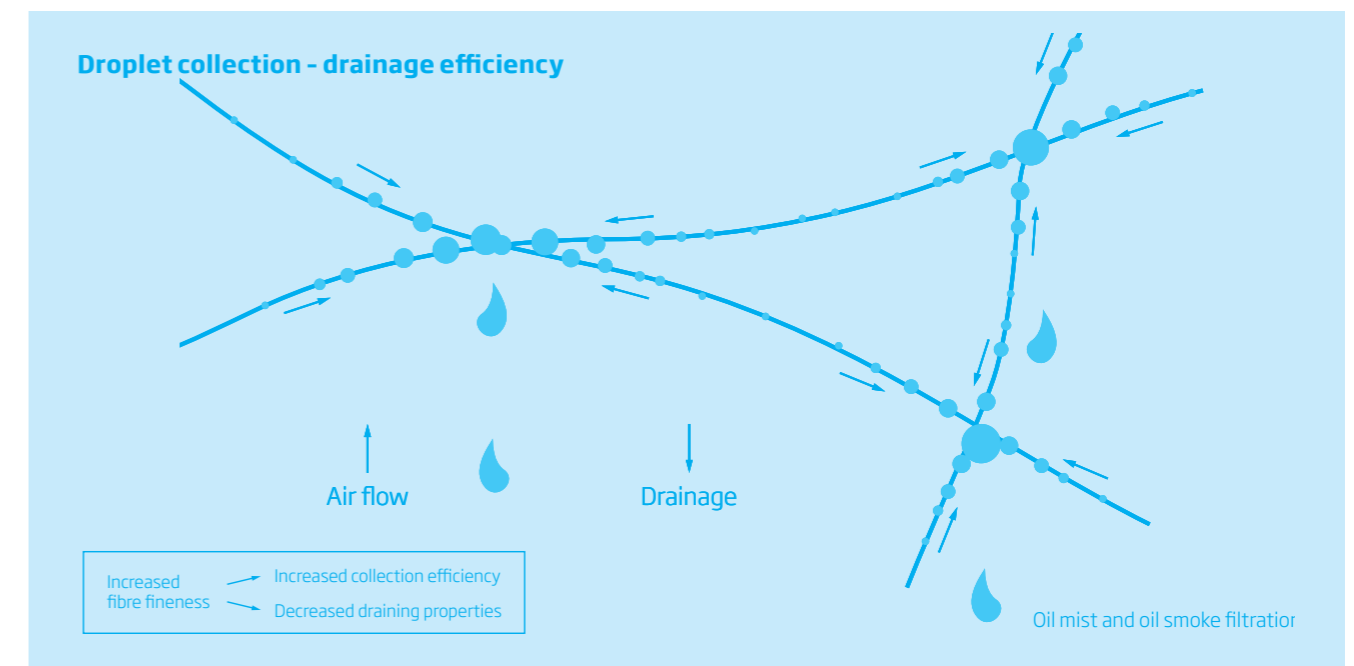 Droplet collection - drainage efficiency
Air flow
Drainage
Increased
fibre fineness
Increased collection efficiency
Decreased draining properties
Oil mist and oil smoke filtration